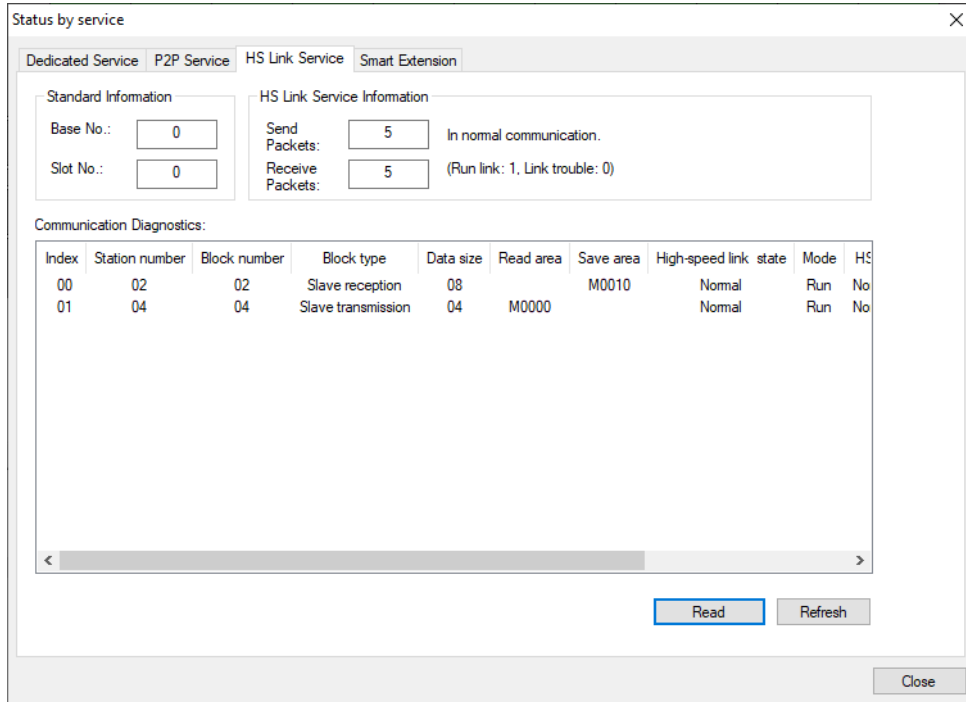 Status by service
Dedicated Service P2P Service HS Link Service Smart Extension
Standard Information
Base No.: 0
Slot No.: 0
HS Link Service Information
Send Packets: 5 In normal communication.
Receive Packets: 5 (Run link: 1, Link trouble: 0)
Communication Diagnostics:
Index Station number Block number Block type Data size Read area Save area High-speed link state Mode HS
00 02 02 Slave reception 08 M0010 Normal Run No
01 04 04 Slave transmission 04 M0000 Normal Run No
Read Refresh
Close